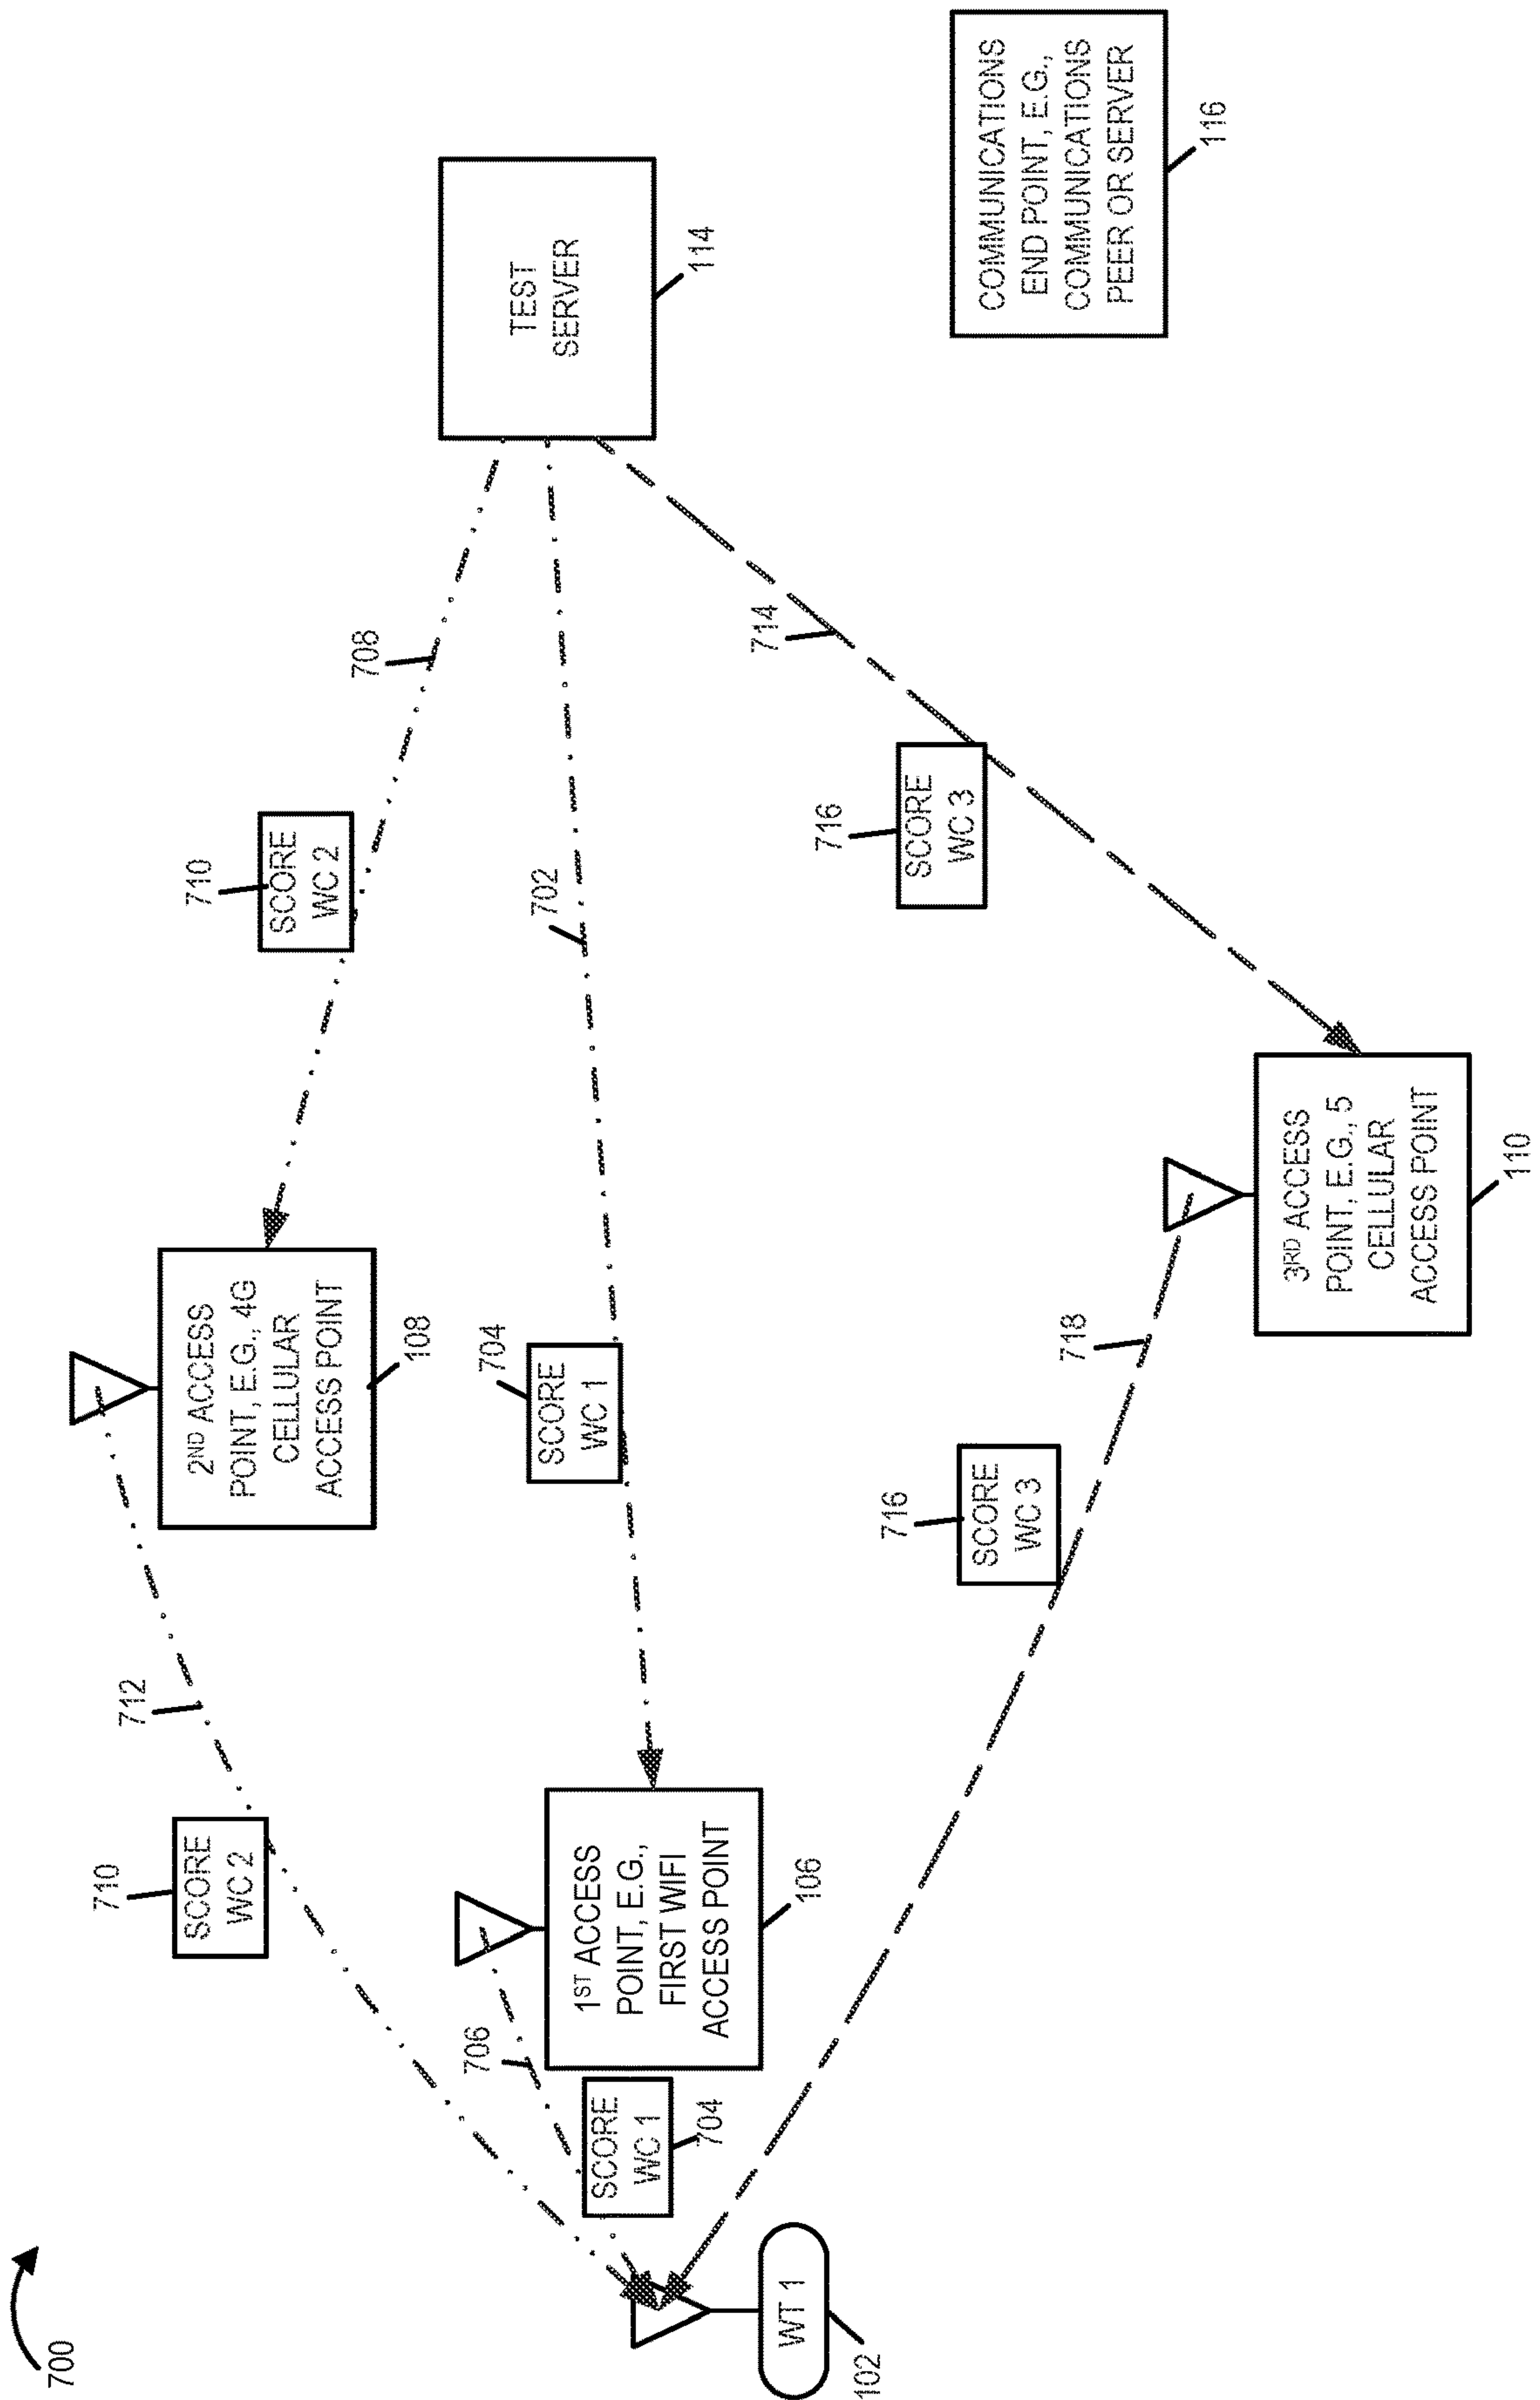 700
710
SCORE
WC 2
712
2ND ACCESS
POINT, E.G., 4G
CELLULAR
ACCESS POINT
108
710
SCORE
WC 2
708
TEST
SERVER
114
706
1ST ACCESS
POINT, E.G.,
FIRST WIFI
ACCESS POINT
106
704
SCORE
WC 1
702
SCORE
WC 1
704
WT 1
102
716
SCORE
WC 3
718
716
SCORE
WC 3
714
3RD ACCESS
POINT, E.G., 5
CELLULAR
ACCESS POINT
110
COMMUNICATIONS
END POINT, E.G.,
COMMUNICATIONS
PEER OR SERVER
116